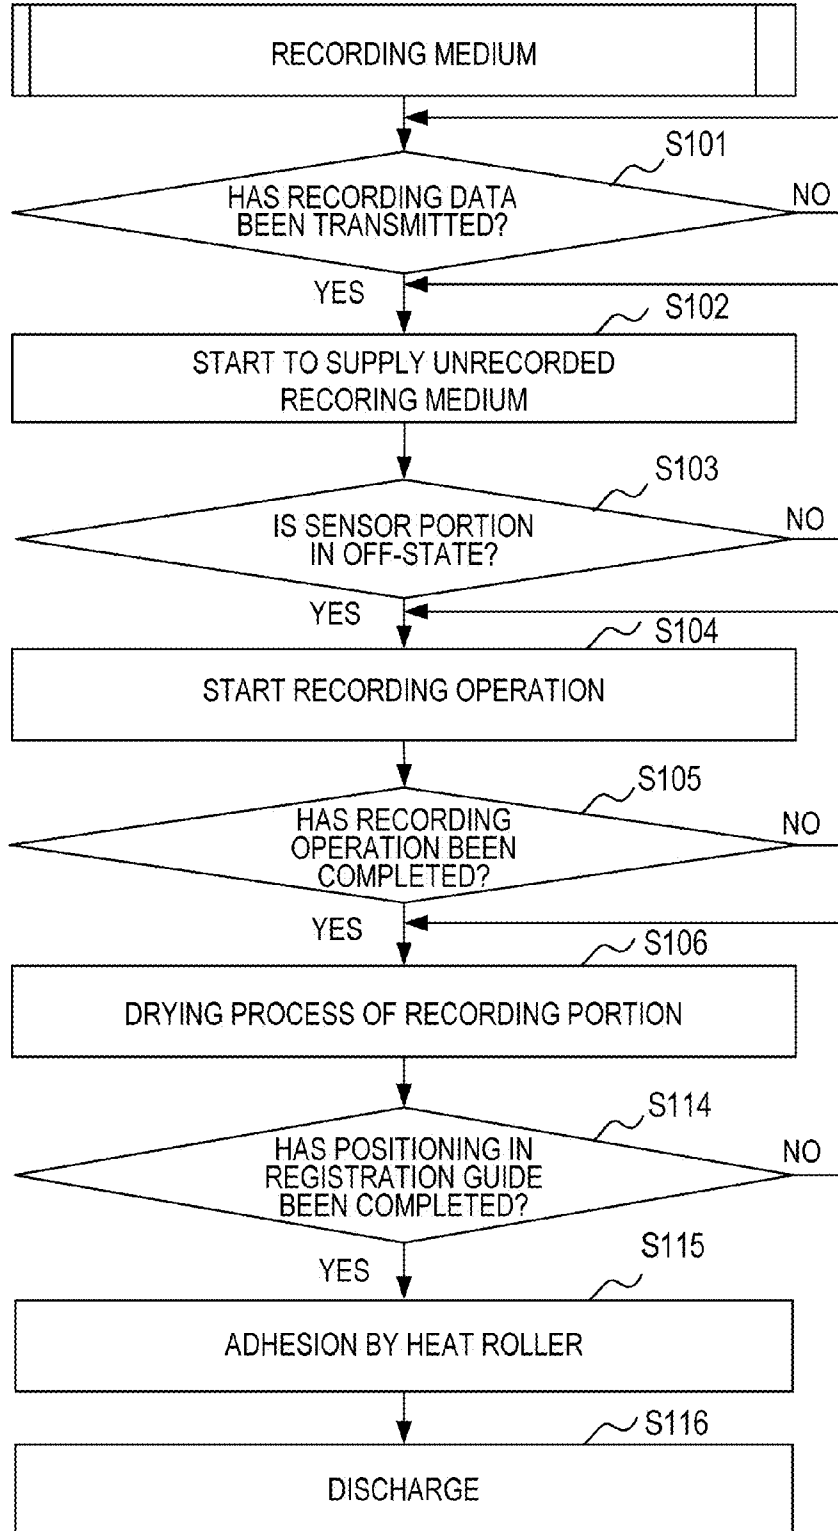 RECORDING MEDIUM
S101
HAS RECORDING DATA
BEEN TRANSMITTED?
NO
YES
S102
START TO SUPPLY UNRECORDED
RECORING MEDIUM
S103
IS SENSOR PORTION
IN OFF-STATE?
NO
YES
S104
START RECORDING OPERATION
S105
HAS RECORDING
OPERATION BEEN
COMPLETED?
NO
YES
S106
DRYING PROCESS OF RECORDING PORTION
S114
HAS POSITIONING IN
REGISTRATION GUIDE
BEEN COMPLETED?
NO
YES
S115
ADHESION BY HEAT ROLLER
S116
DISCHARGE